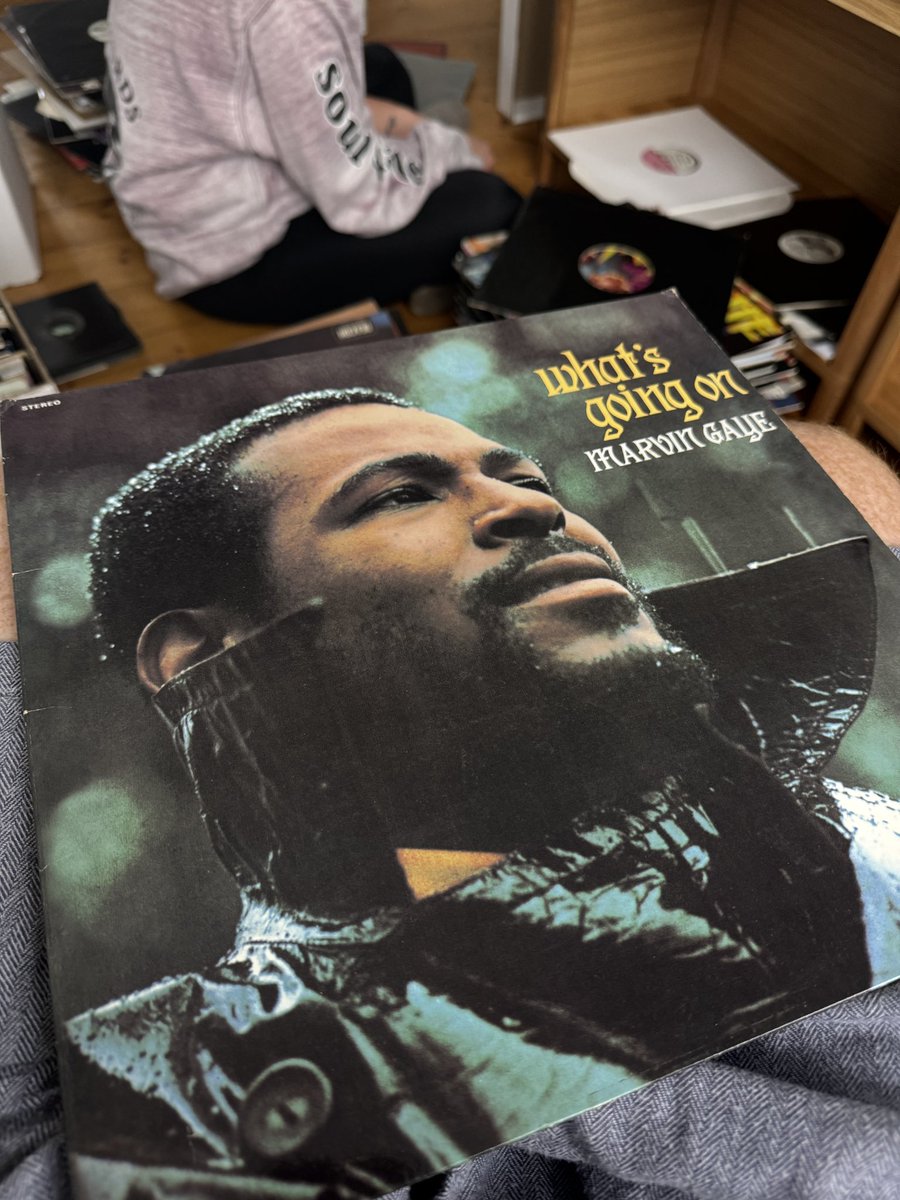 Soul
STEREO
what's
going on
MARVIN GAYE